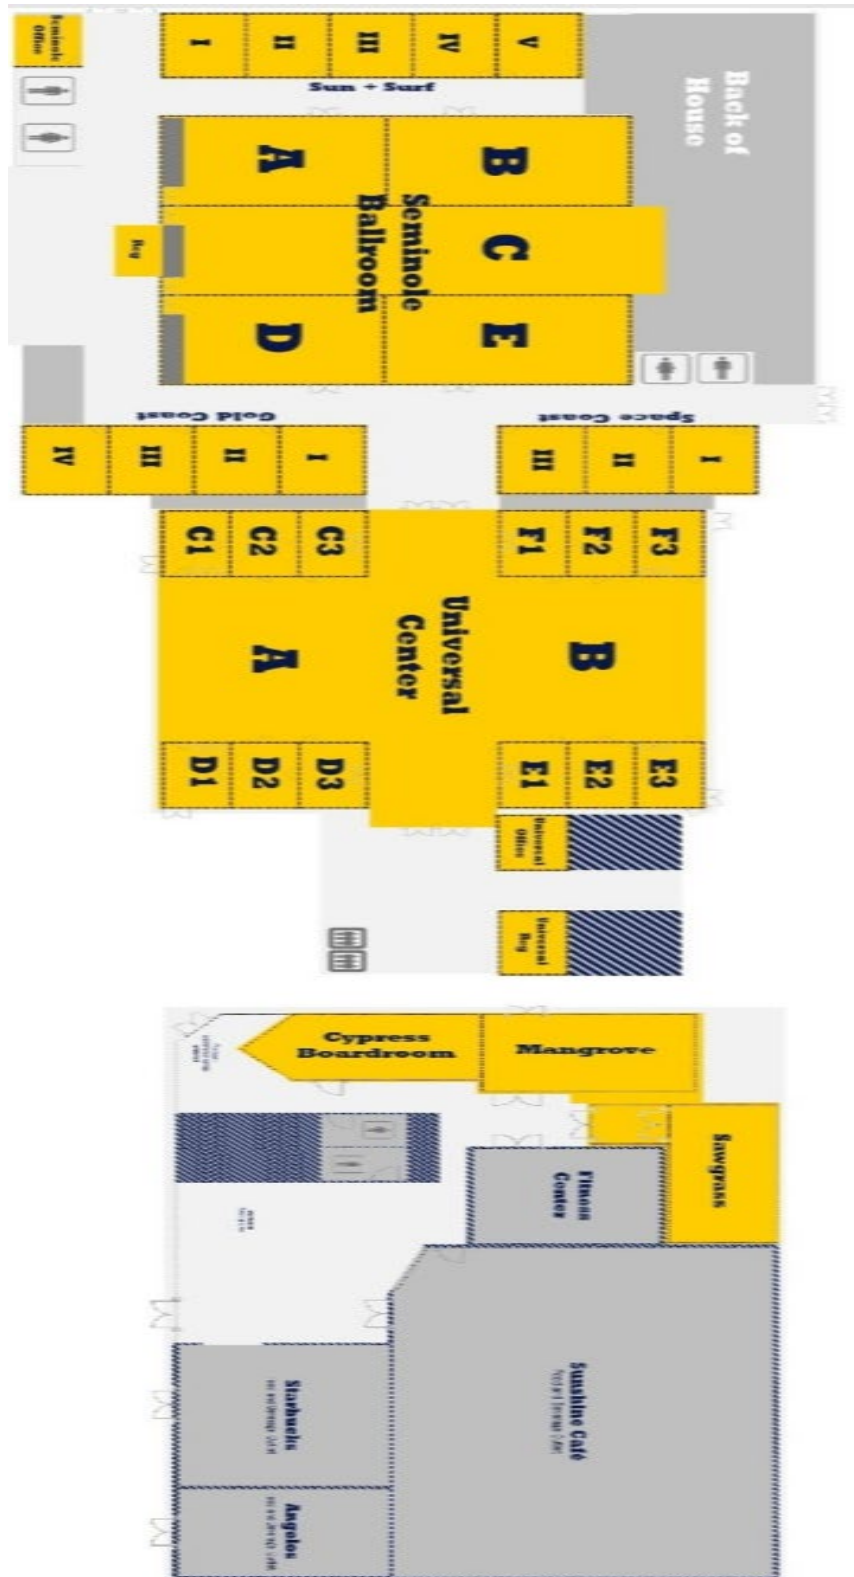 Seminole
Office
I
II
III
IV
V
Sun + Surf
Back of
House
A
B
Seminole
Ballroom
C
Reg
D
E
Gold Coast
Space Coast
IV
III
II
I
III
II
I
C1
C2
C3
F1
F2
F3
Universal
Center
A
B
D1
D2
D3
E1
E2
E3
Universal
Office
Universal
Reg
Cypress
Boardroom
Mangrove
Sawgrass
Fitness
Center
Sunshine Café
Starbucks
Angelos